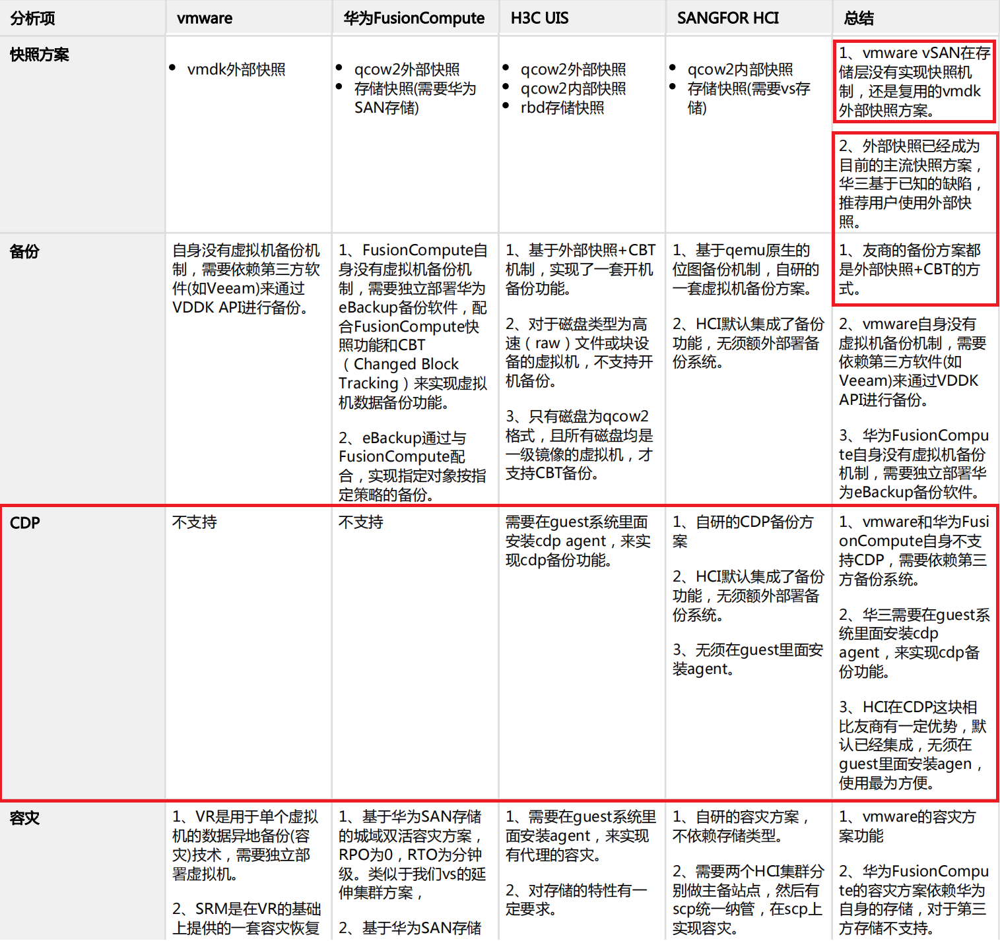 分析项
vmware
华为FusionCompute
H3C UIS
SANGFOR HCI
总结
快照方案
• vmdk外部快照
• qcow2外部快照
• 存储快照(需要华为
SAN存储)
• qcow2外部快照
• qcow2内部快照
• rbd存储快照
• qcow2内部快照
• 存储快照(需要vs存
储)
1、vmware vSAN在存
储层没有实现快照机
制，还是复用的vmdk
外部快照方案。
2、外部快照已经成为
目前的主流快照方案，
华三基于已知的缺陷，
推荐用户使用外部快
照。
备份
自身没有虚拟机备份机
制，需要依赖第三方软
件(如Veeam)来通过
VDDK API进行备份。
1、FusionCompute自
身没有虚拟机备份机
制，需要独立部署华为
eBackup备份软件，配
合FusionCompute快
照功能和CBT
（Changed Block
Tracking）来实现虚拟
机数据备份功能。
2、eBackup通过与
FusionCompute配
合，实现指定对象按指
定策略的备份。
1、基于外部快照+CBT
机制，实现了一套开机
备份功能。
2、对于磁盘类型为高
速（raw）文件或块设
备的虚拟机，不支持开
机备份。
3、只有磁盘为qcow2
格式，且所有磁盘均是
一级镜像的虚拟机，才
支持CBT备份。
1、基于qemu原生的
位图备份机制，自研的
一套虚拟机备份方案。
2、HCI默认集成了备份
功能，无须额外部署备
份系统。
1、友商的备份方案都
是外部快照+CBT的方
式。
2、vmware自身没有
虚拟机备份机制，需要
依赖第三方软件(如
Veeam)来通过VDDK
API进行备份。
3、华为FusionCompu
te自身没有虚拟机备份
机制，需要独立部署华
为eBackup备份软件。
CDP
不支持
不支持
需要在guest系统里面
安装cdp agent，来实
现cdp备份功能。
1、自研的CDP备份方
案
2、HCI默认集成了备份
功能，无须额外部署备
份系统。
3、无须在guest里面安
装agent。
1、vmware和华为Fusi
onCompute自身不支
持CDP，需要依赖第三
方备份系统。
2、华三需要在guest系
统里面安装cdp
agent，来实现cdp备
份功能。
3、HCI在CDP这块相
比友商有一定优势，默
认已经集成，无须在
guest里面安装agen，
使用最为方便。
容灾
1、VR是用于单个虚拟
机的数据异地备份(容
灾)技术，需要独立部
署虚拟机。
2、SRM是在VR的基础
上提供的一套容灾恢复
1、基于华为SAN存储
的城域双活容灾方案，
RPO为0，RTO为分钟
级。类似于我们vs的延
伸集群方案，
2、基于华为SAN存储
1、需要在guest系统里
面安装agent，来实现
有代理的容灾。
2、对存储的特性有一
定要求。
1、自研的容灾方案，
不依赖存储类型。
2、需要两个HCI集群分
别做主备站点，然后有
scp统一纳管，在scp上
实现容灾。
1、vmware的容灾方
案功能
2、华为FusionCompu
te的容灾方案依赖华为
自身的存储，对于第三
方存储不支持。